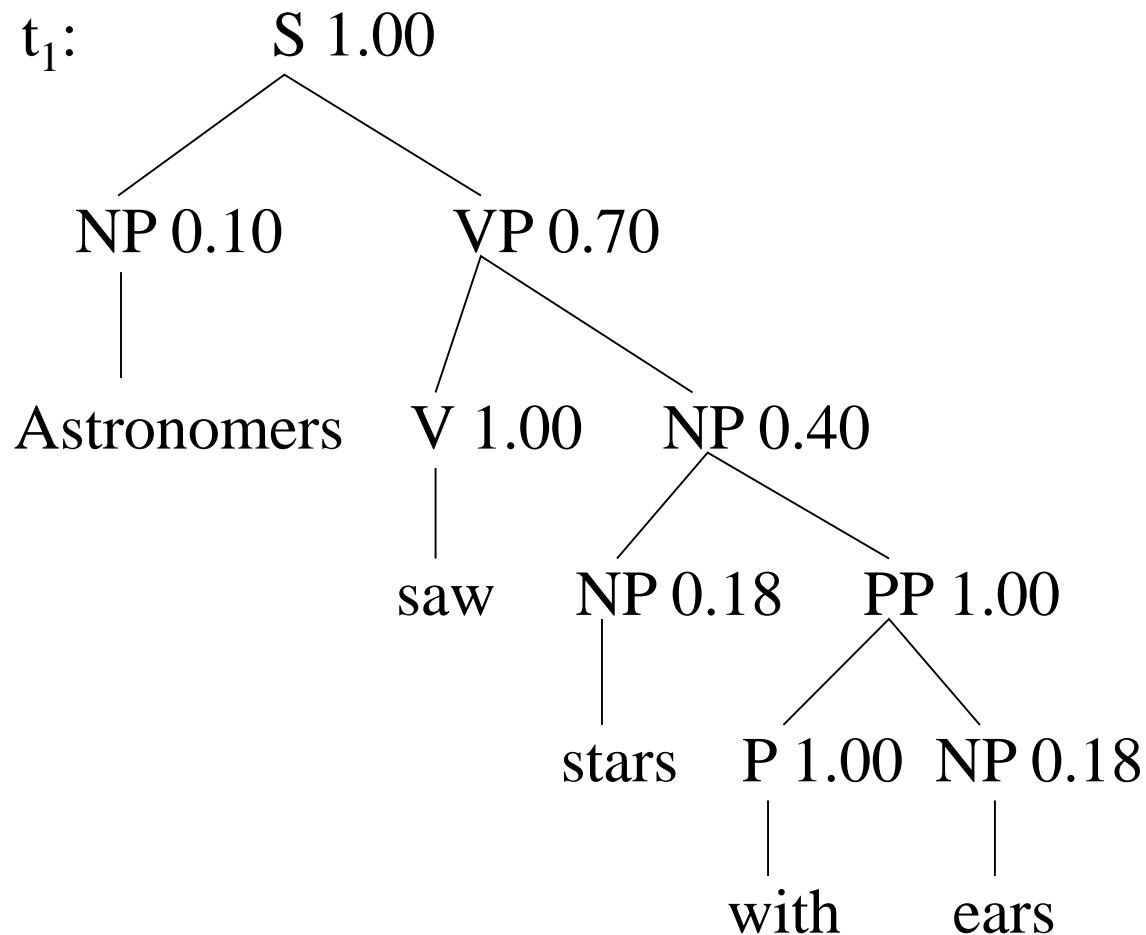 t₁: S 1.00
NP 0.10 VP 0.70
Astronomers V 1.00 NP 0.40
saw NP 0.18 PP 1.00
stars P 1.00 NP 0.18
with ears